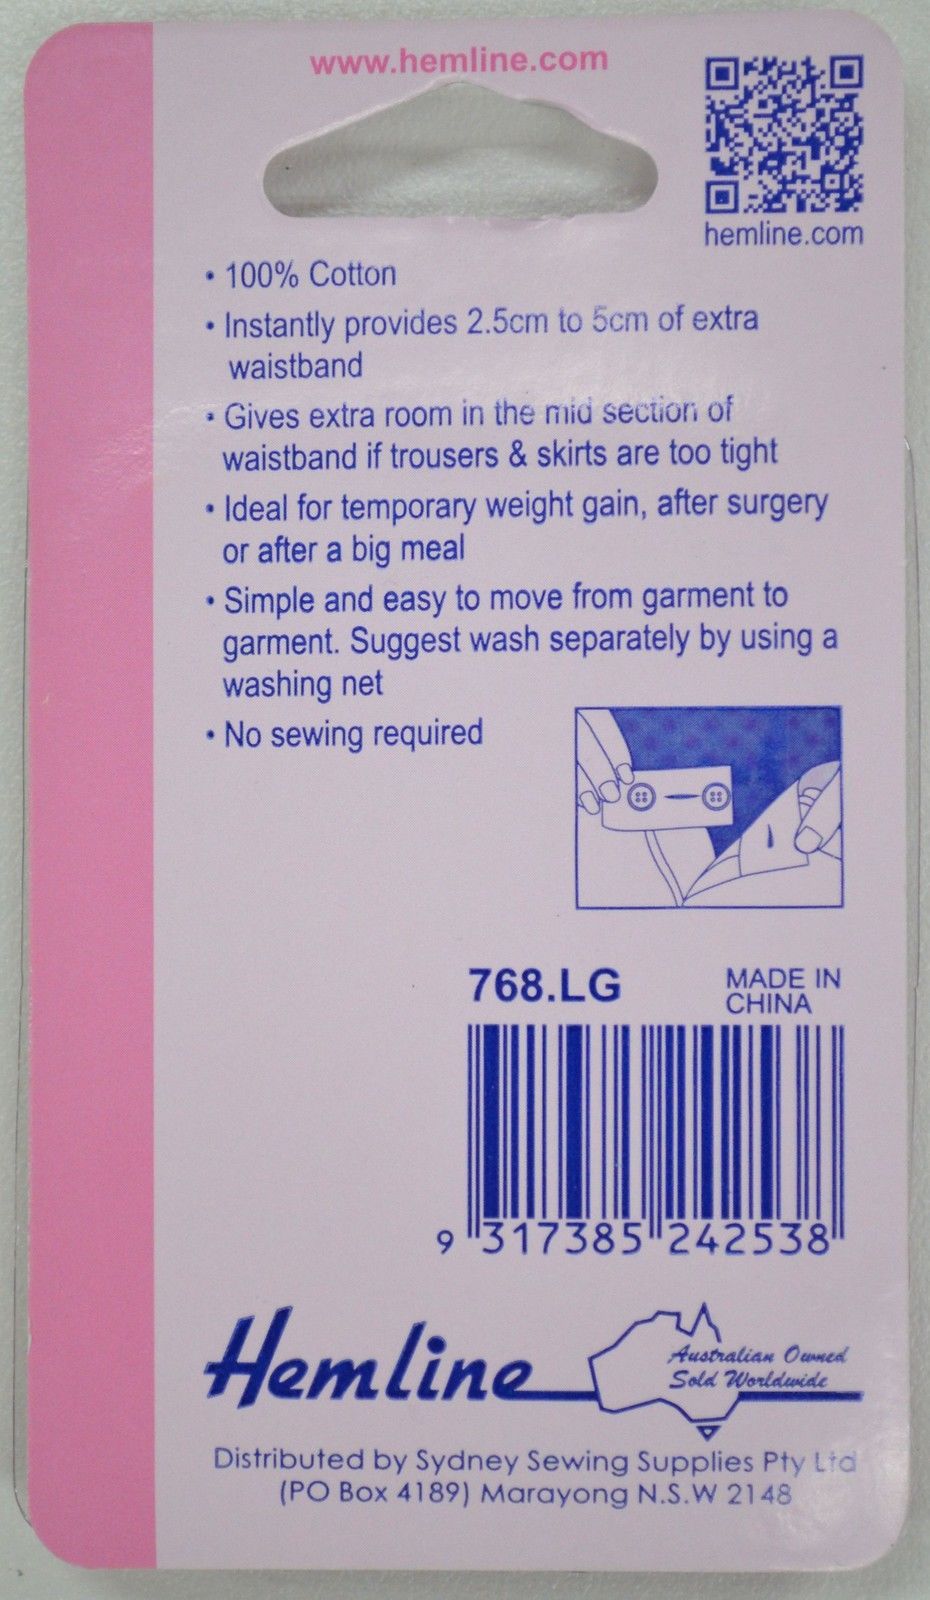 www.hemline.com
hemline.com
• 100% Cotton
• Instantly provides 2.5cm to 5cm of extra
waistband
• Gives extra room in the mid section of
waistband if trousers & skirts are too tight
• Ideal for temporary weight gain, after surgery
or after a big meal
• Simple and easy to move from garment to
garment. Suggest wash separately by using a
washing net
• No sewing required
768.LG
MADE IN
CHINA
9 317385 242538
Hemline
Australian Owned
Sold Worldwide
Distributed by Sydney Sewing Supplies Pty Ltd
(PO Box 4189) Marayong N.S.W 2148